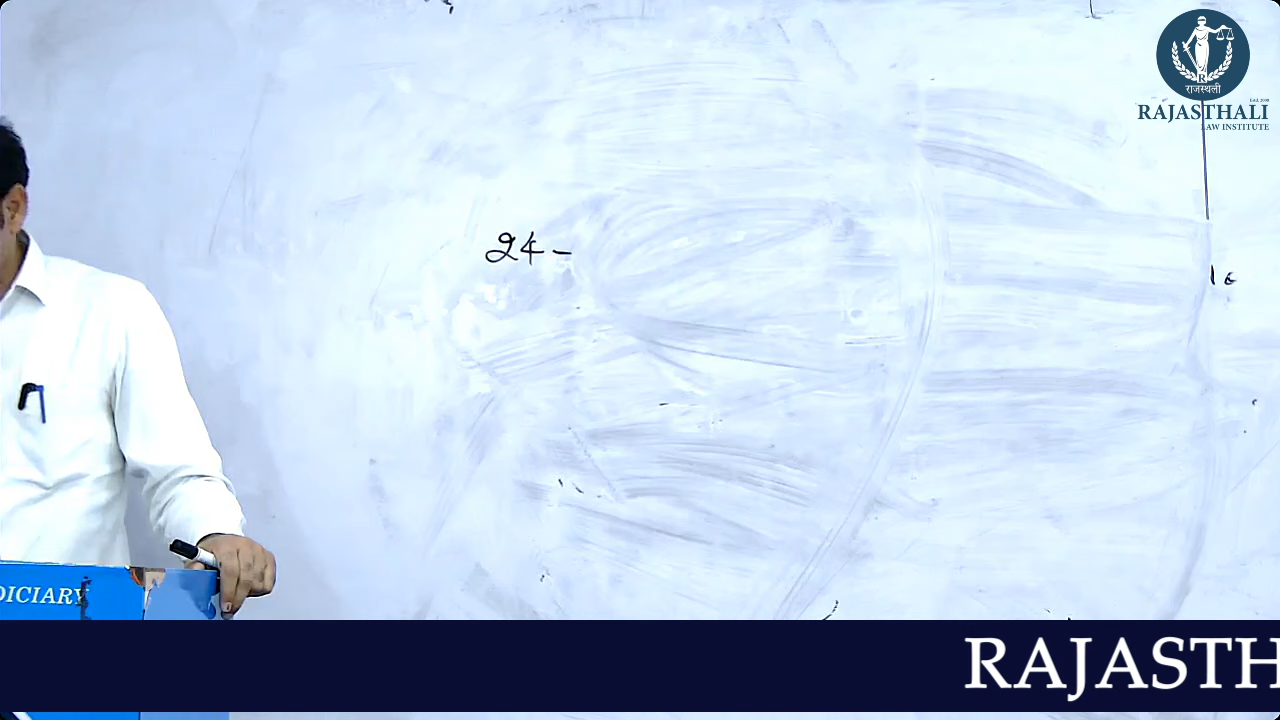 राजस्थली
RAJASTHALI
LAW INSTITUTE
24-
DICIARY
RAJASTH